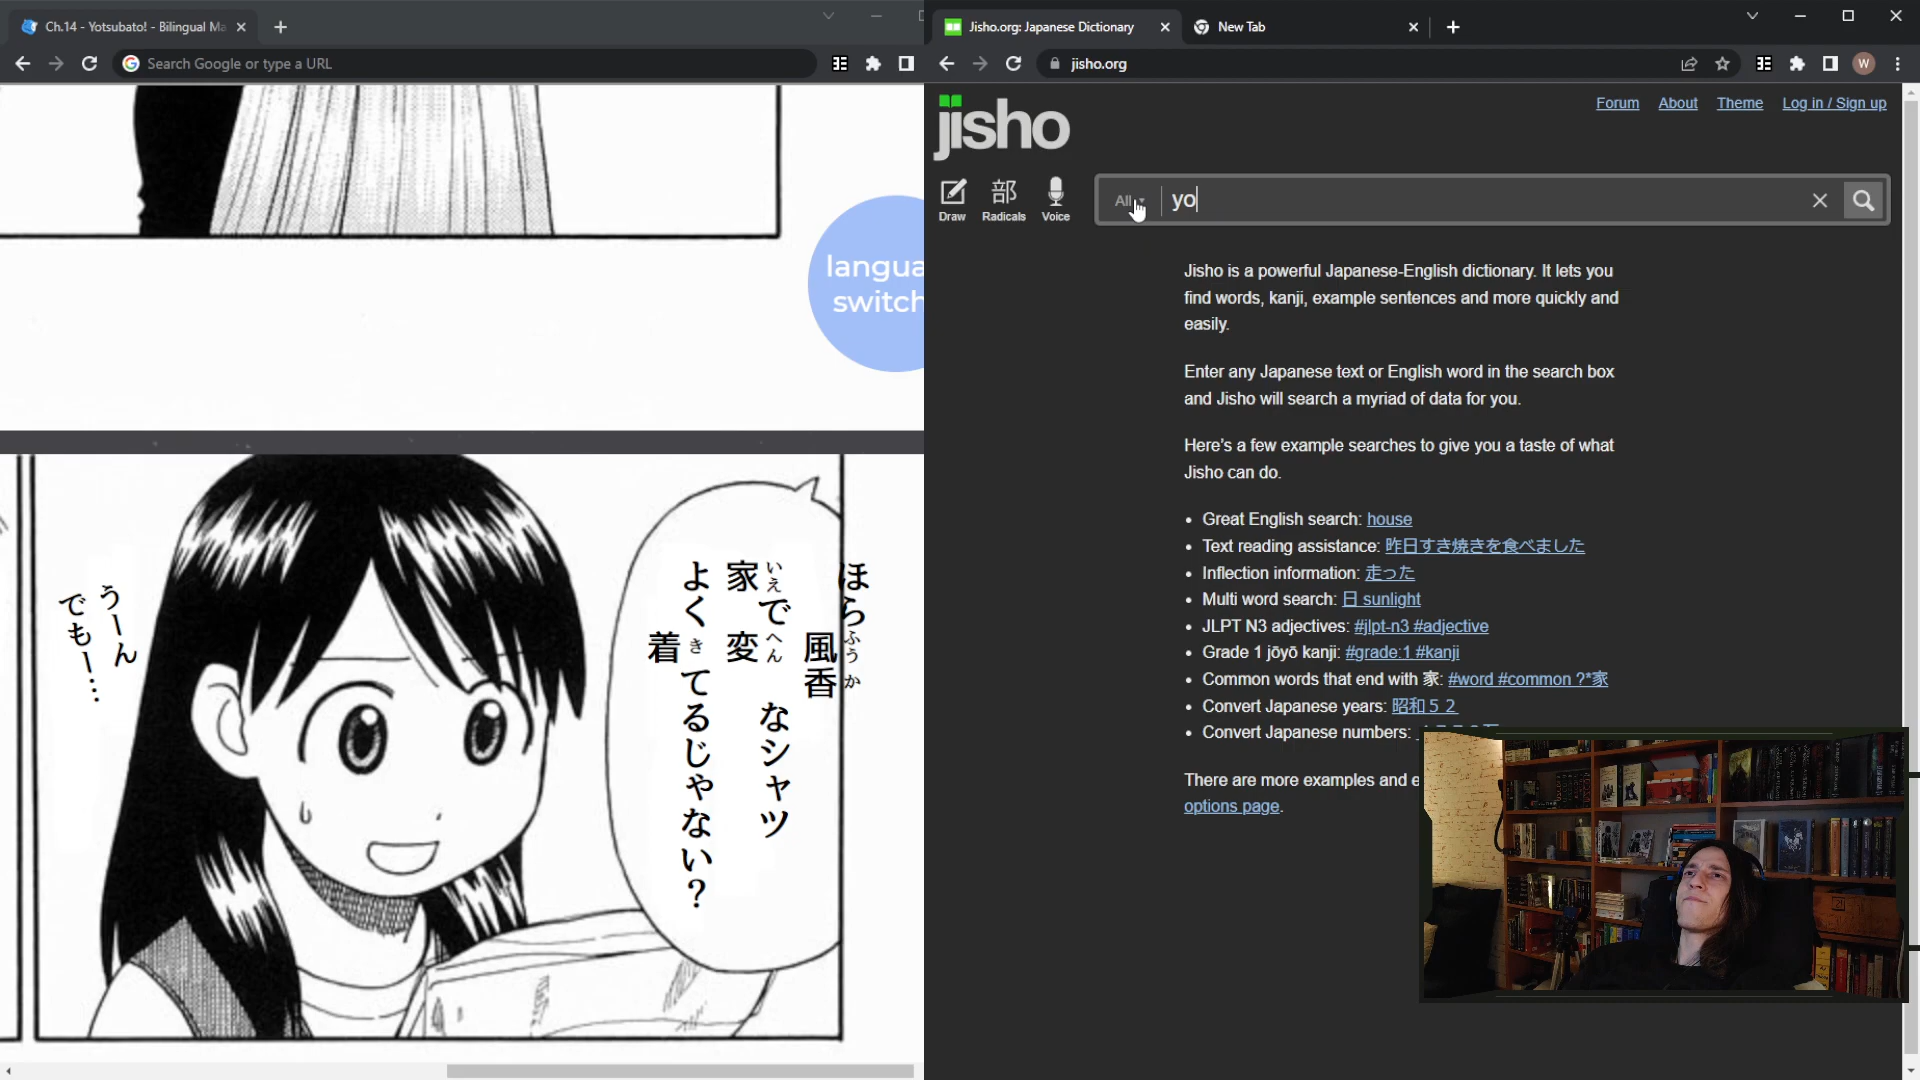 Ch.14 - Yotsubato! - Bilingual Ma
Search Google or type a URL
langua
switch
ほら
風香
ふうか
家で変なシャツ
いえ
へん
よく
着てるじゃない？
き
うーん
でもー…
Jisho.org: Japanese Dictionary
New Tab
jisho.org
W
Forum
About
Theme
Log in / Sign up
jisho
Draw
部
Radicals
Voice
All
yo
Jisho is a powerful Japanese-English dictionary. It lets you
find words, kanji, example sentences and more quickly and
easily.
Enter any Japanese text or English word in the search box
and Jisho will search a myriad of data for you.
Here's a few example searches to give you a taste of what
Jisho can do.
• Great English search: house
• Text reading assistance: 昨日すき焼きを食べました
• Inflection information: 走った
• Multi word search: 日 sunlight
• JLPT N3 adjectives: #jlpt-n3 #adjective
• Grade 1 jōyō kanji: #grade:1 #kanji
• Common words that end with 家: #word #common ?*家
• Convert Japanese years: 昭和５２
• Convert Japanese numbers:
There are more examples and e
options page.